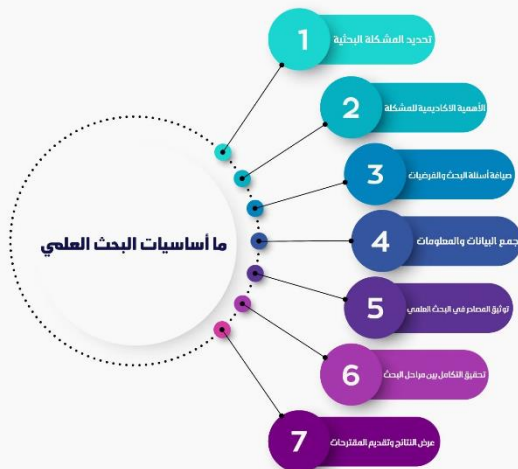 ما أساسيات البحث العلمي
1 تحديد المشكلة البحثية
2 الأهمية الاكاديمية للمشكلة
3 صياغة أسئلة البحث والفرضيات
4 جمع البيانات والمعلومات
5 توثيق المصادر في البحث العلمي
6 تحقيق التكامل بين مراحل البحث
7 عرض النتائج وتقديم المقترحات